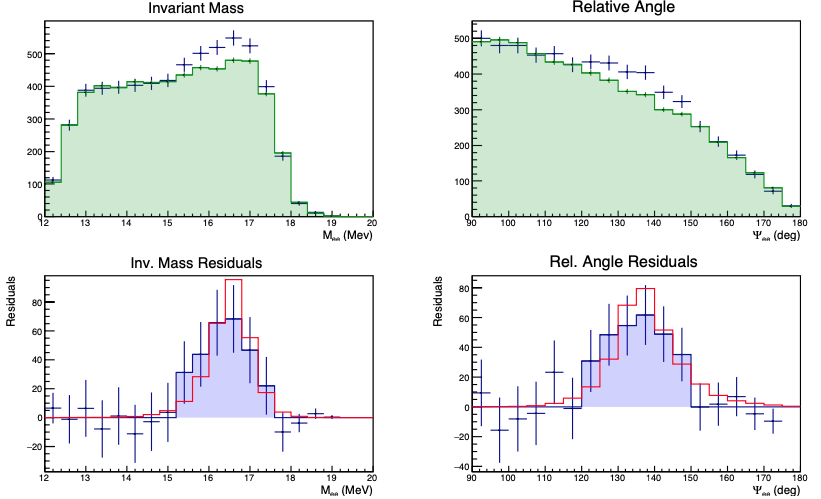 Invariant Mass
500
400
300
200
100
0
12 13 14 15 16 17 18 19 20
M_ee (Mev)
Relative Angle
500
400
300
200
100
0
90 100 110 120 130 140 150 160 170 180
Ψ_ee (deg)
Inv. Mass Residuals
Residuals
80
60
40
20
0
−20
12 13 14 15 16 17 18 19 20
M_ee (MeV)
Rel. Angle Residuals
Residuals
80
60
40
20
0
−20
−40
90 100 110 120 130 140 150 160 170 180
Ψ_ee (deg)